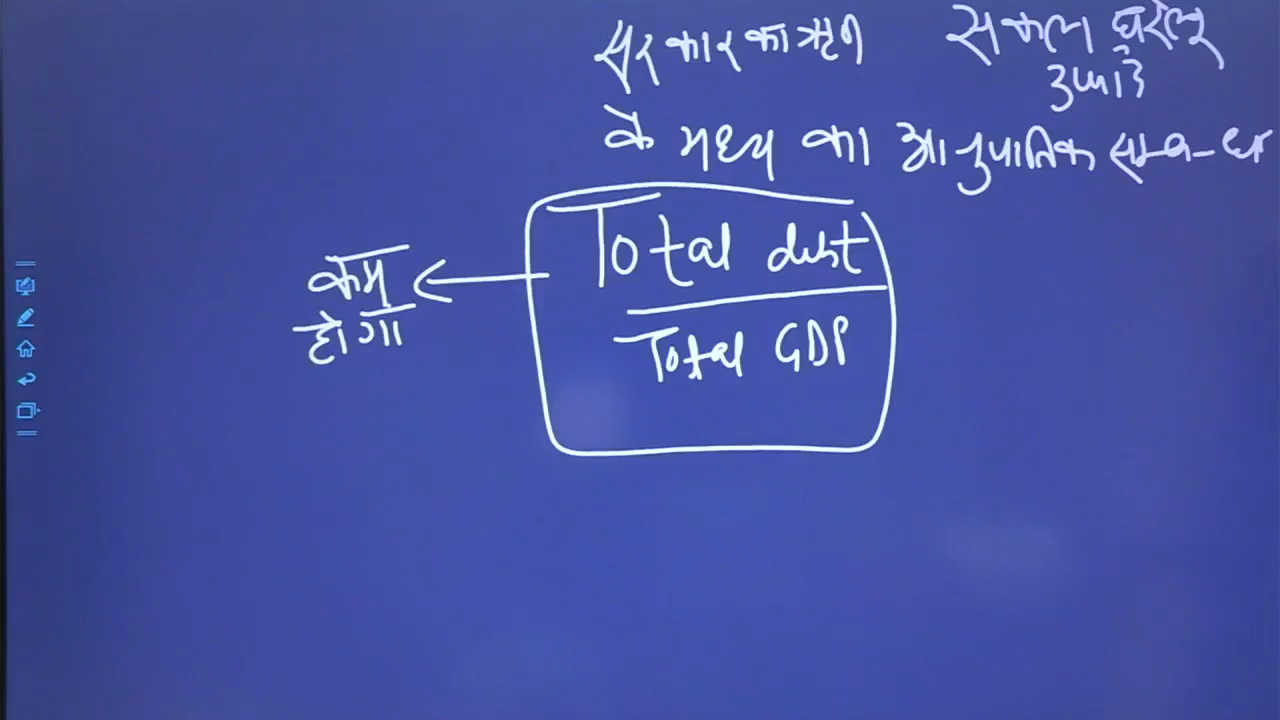 सरकार का ऋण सकल घरेलू
उत्पाद
के मध्य का आनुपातिक सम्बन्ध
Total debt
कम
होगा
Total GDP